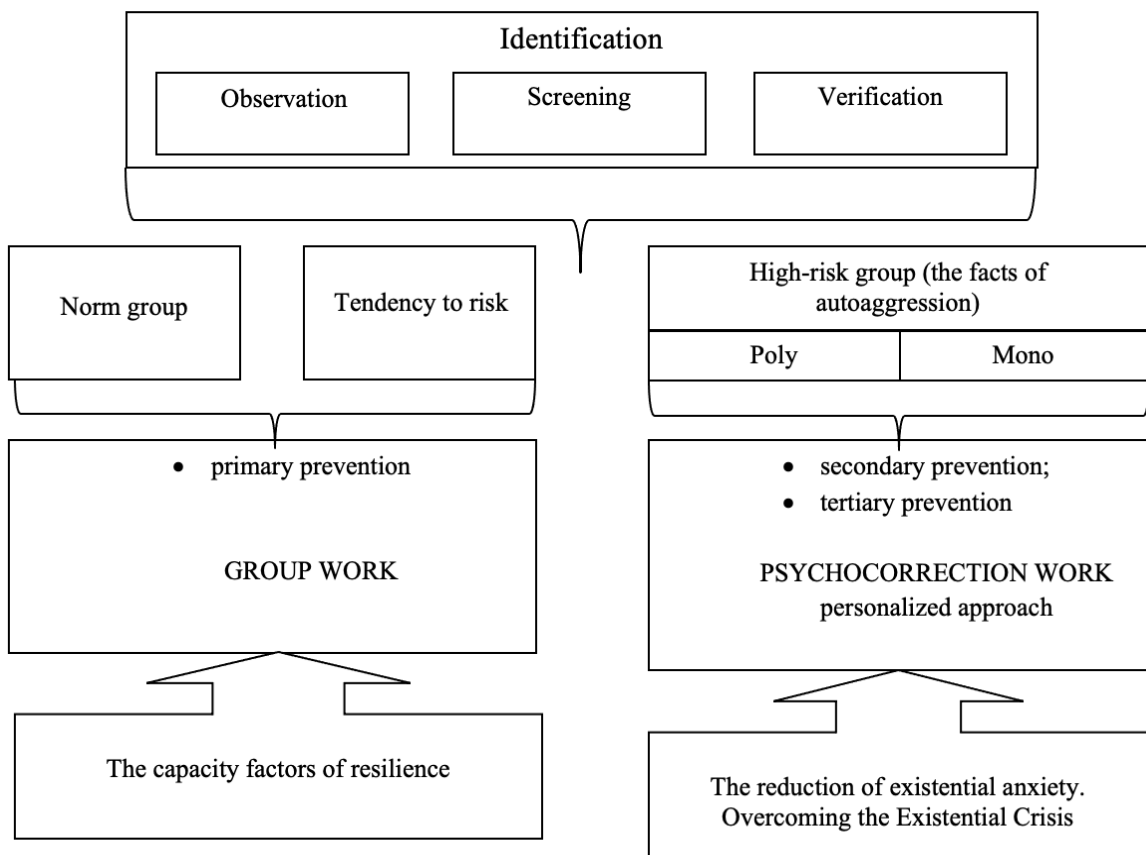 Identification
Observation
Screening
Verification
Norm group
Tendency to risk
High-risk group (the facts of
autoaggression)
Poly
Mono
• primary prevention
GROUP WORK
• secondary prevention;
• tertiary prevention
PSYCHOCORRECTION WORK
personalized approach
The capacity factors of resilience
The reduction of existential anxiety.
Overcoming the Existential Crisis